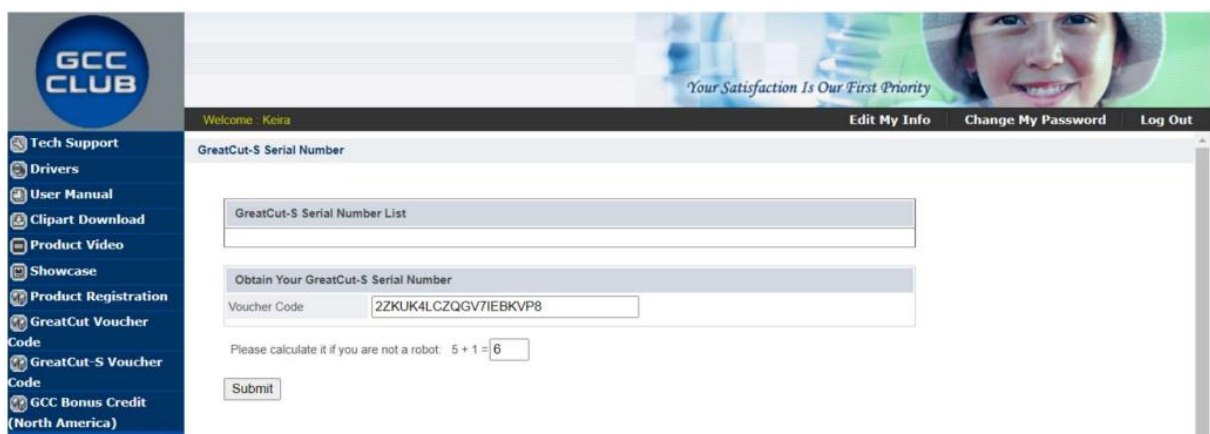 GCC
CLUB
Your Satisfaction Is Our First Priority
Welcome : Keira
Edit My Info Change My Password Log Out
Tech Support
Drivers
User Manual
Clipart Download
Product Video
Showcase
Product Registration
GreatCut Voucher
Code
GreatCut-S Voucher
Code
GCC Bonus Credit
(North America)
GreatCut-S Serial Number
GreatCut-S Serial Number List
Obtain Your GreatCut-S Serial Number
Voucher Code 2ZKUK4LCZQGV7IEBKVP8
Please calculate it if you are not a robot: 5 + 1 = 6
Submit